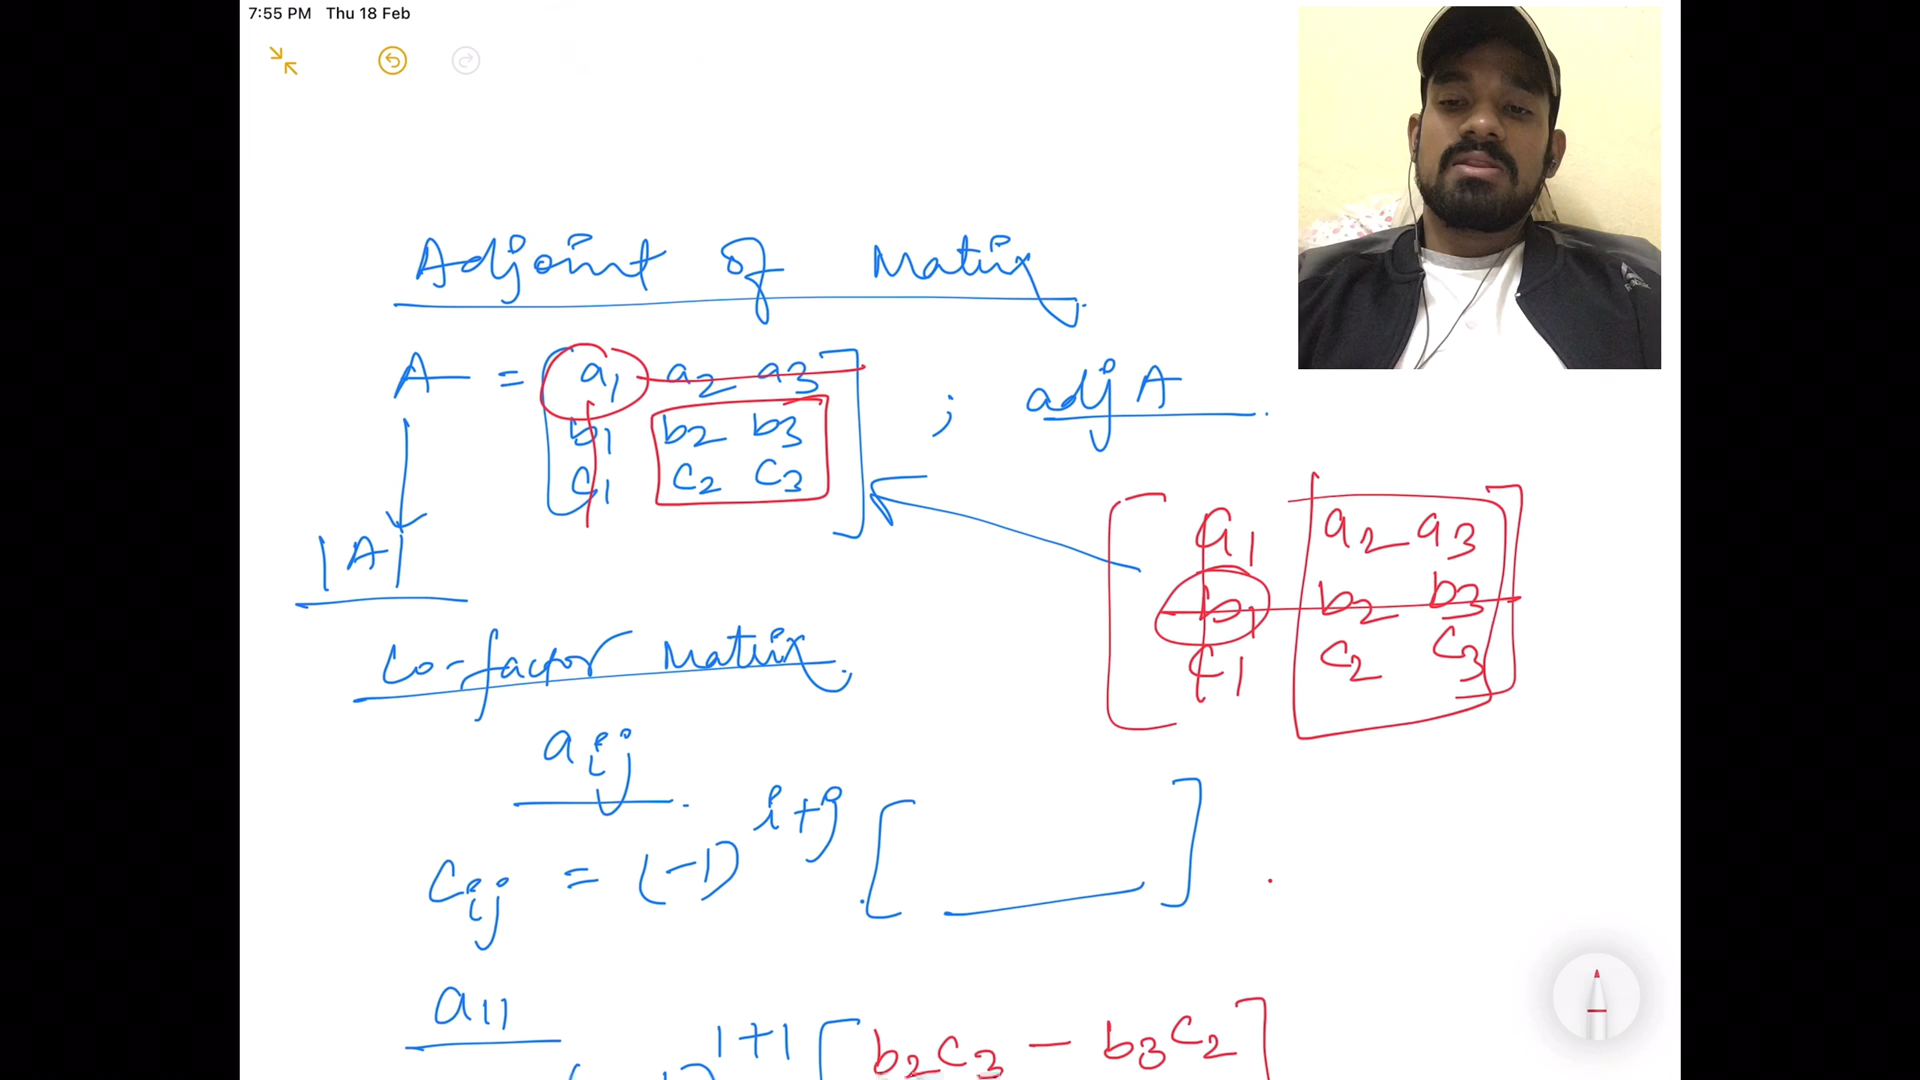 7:55 PM Thu 18 Feb
Adjoint of Matrix.
A = [ a1 a2 a3
b1 b2 b3
c1 c2 c3 ] ; adj A.
|A|
[ a1 a2 a3
b1 b2 b3
c1 c2 c3 ]
Co-factor Matrix.
aij.
Cij = (-1)^i+j [ ____ ].
a11
1+1 [ b2c3 - b3c2 ]